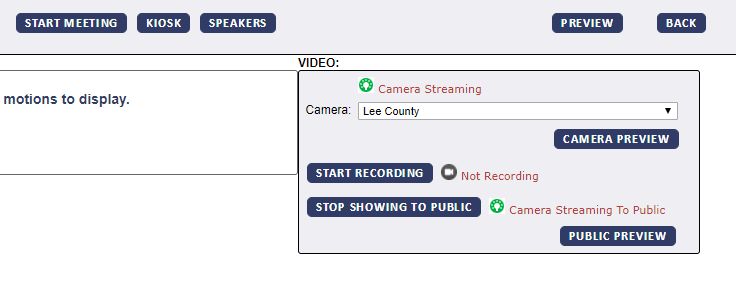 START MEETING KIOSK SPEAKERS PREVIEW BACK
VIDEO:
motions to display.
Camera Streaming
Camera: Lee County
CAMERA PREVIEW
START RECORDING Not Recording
STOP SHOWING TO PUBLIC Camera Streaming To Public
PUBLIC PREVIEW